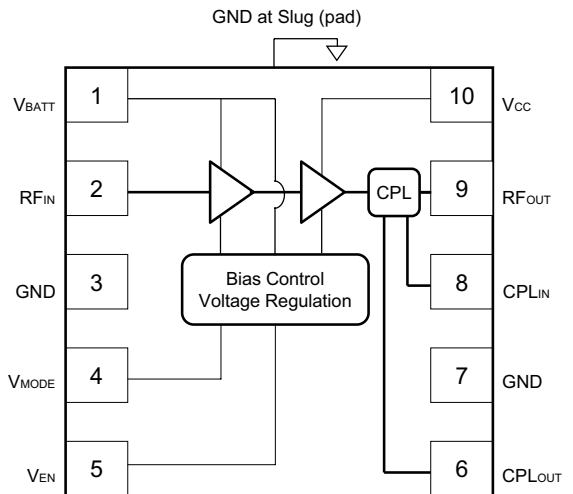 GND at Slug (pad)
VBATT 1
10 VCC
RFIN 2
CPL
9 RFOUT
GND 3
Bias Control
Voltage Regulation
8 CPLIN
VMODE 4
7 GND
VEN 5
6 CPLOUT